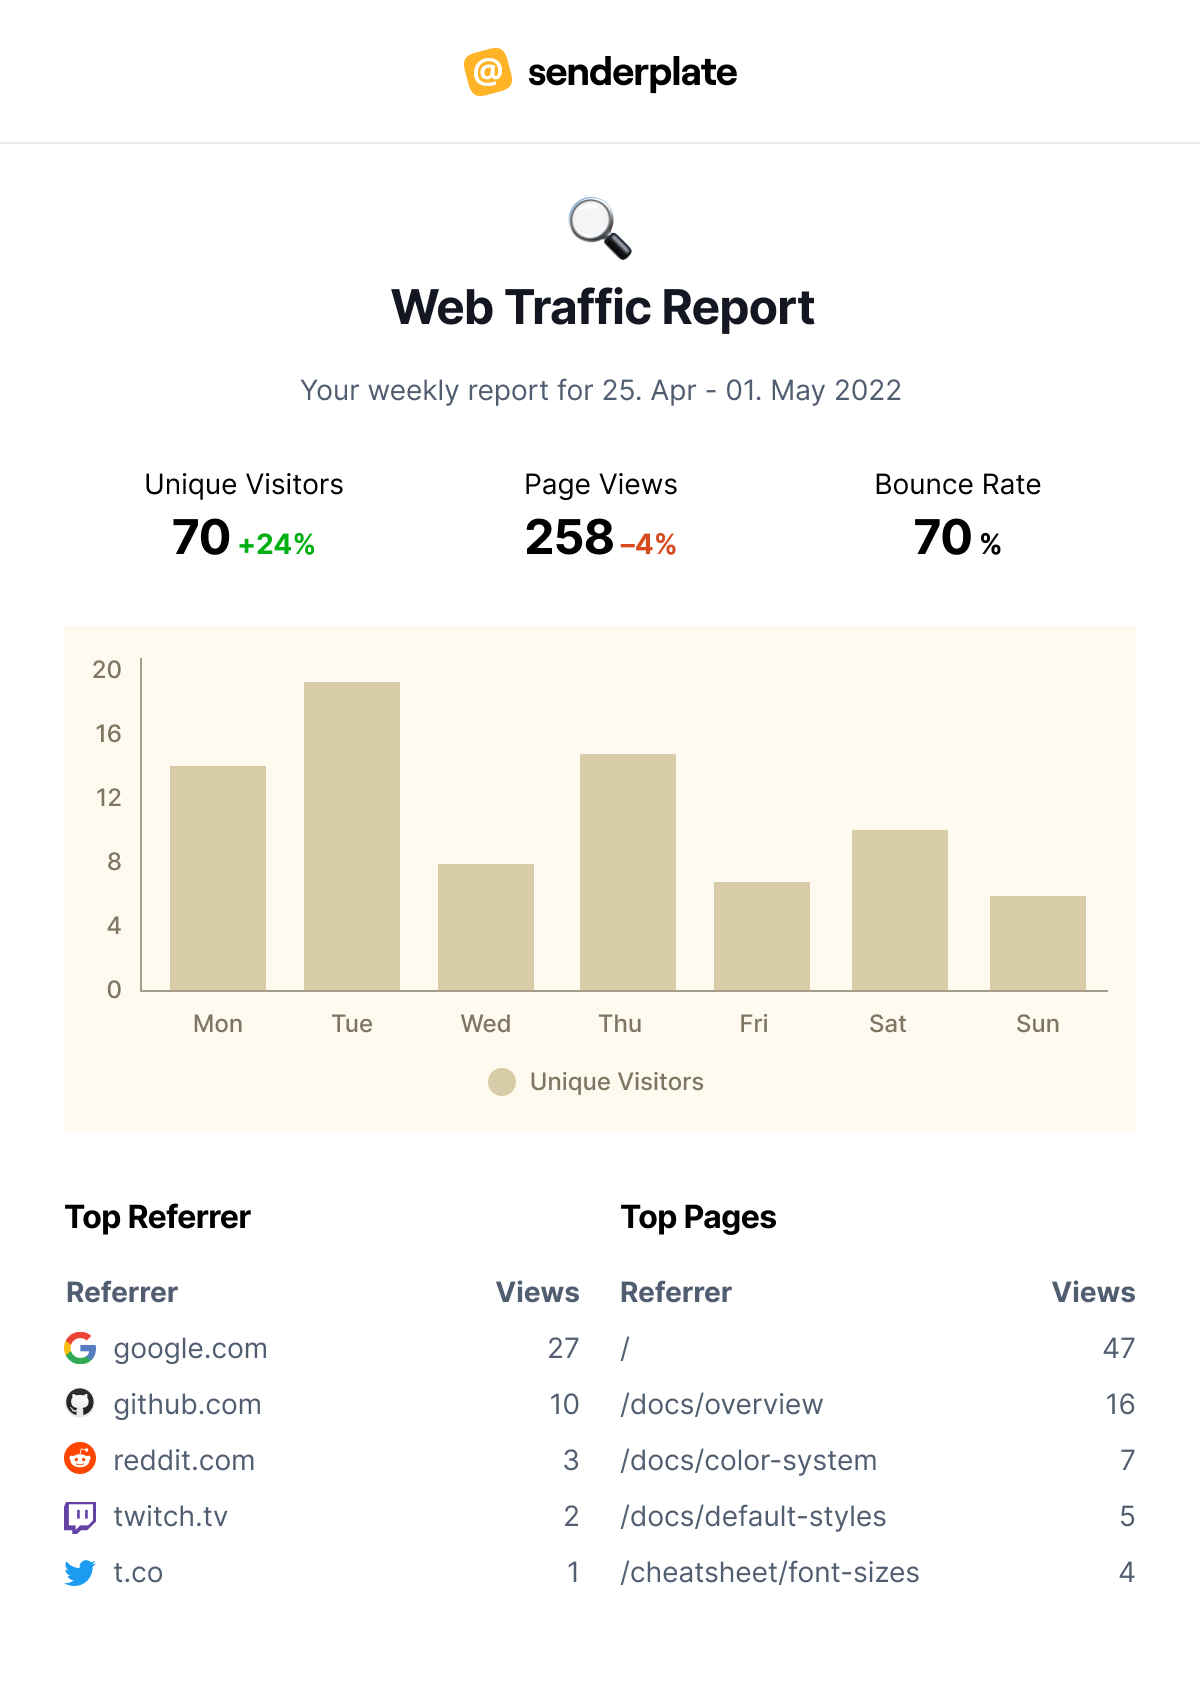 @ senderplate
Web Traffic Report
Your weekly report for 25. Apr - 01. May 2022
Unique Visitors
70 +24%
Page Views
258 –4%
Bounce Rate
70 %
20
16
12
8
4
0
Mon Tue Wed Thu Fri Sat Sun
Unique Visitors
Top Referrer
Referrer Views
google.com 27
github.com 10
reddit.com 3
twitch.tv 2
t.co 1
Top Pages
Referrer Views
/ 47
/docs/overview 16
/docs/color-system 7
/docs/default-styles 5
/cheatsheet/font-sizes 4